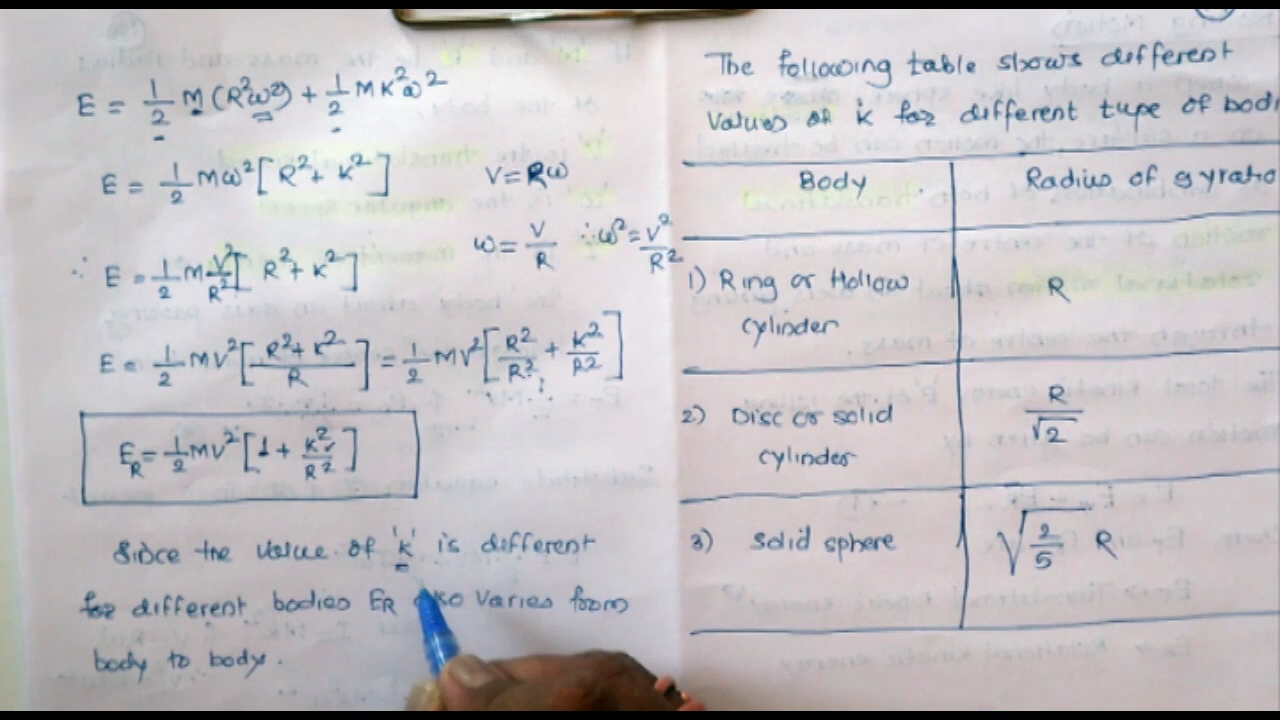 E = 1/2 M(R²ω²) + 1/2 MK²ω²
E = 1/2 Mω² [R² + K²]
V = Rω
ω = V/R ∴ω² = V²/R²
∴ E = 1/2 M V²/R² [R² + K²]
E = 1/2 MV² [R² + K²/R] = 1/2 MV² [R²/R² + K²/R²]
E_R = 1/2 MV² [1 + K²/R²]
Since the value of 'K' is different
for different bodies ER also varies from
body to body.
The following table shows different
values of k for different type of bodi
Body Radius of gyratio
1) Ring or Hollow R
cylinder
2) Disc or solid R/√2
cylinder
3) Solid sphere √2/5 R